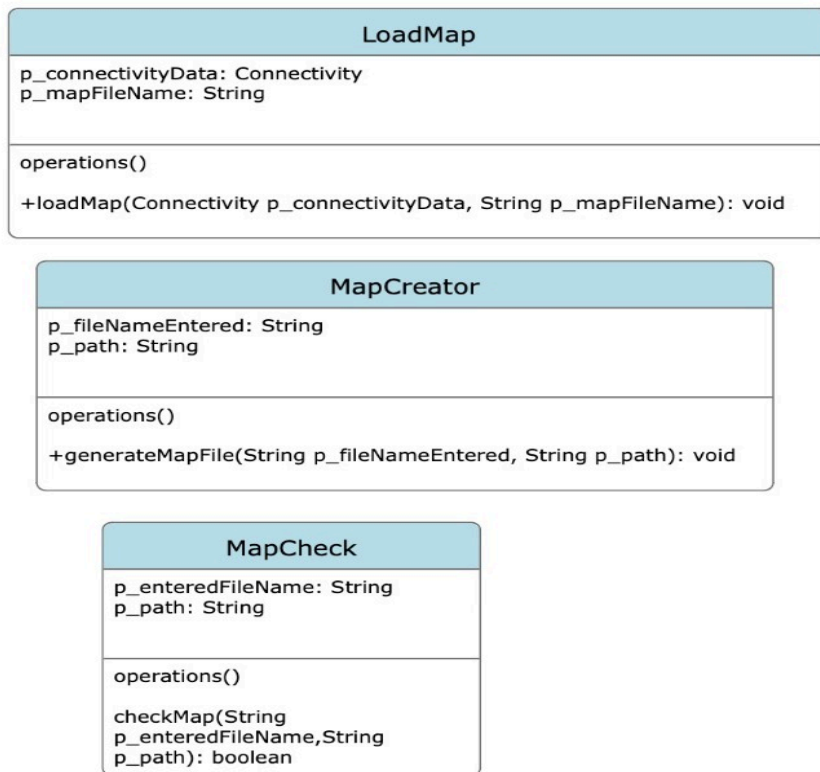 LoadMap
p_connectivityData: Connectivity
p_mapFileName: String
operations()
+loadMap(Connectivity p_connectivityData, String p_mapFileName): void
MapCreator
p_fileNameEntered: String
p_path: String
operations()
+generateMapFile(String p_fileNameEntered, String p_path): void
MapCheck
p_enteredFileName: String
p_path: String
operations()
checkMap(String
p_enteredFileName,String
p_path): boolean